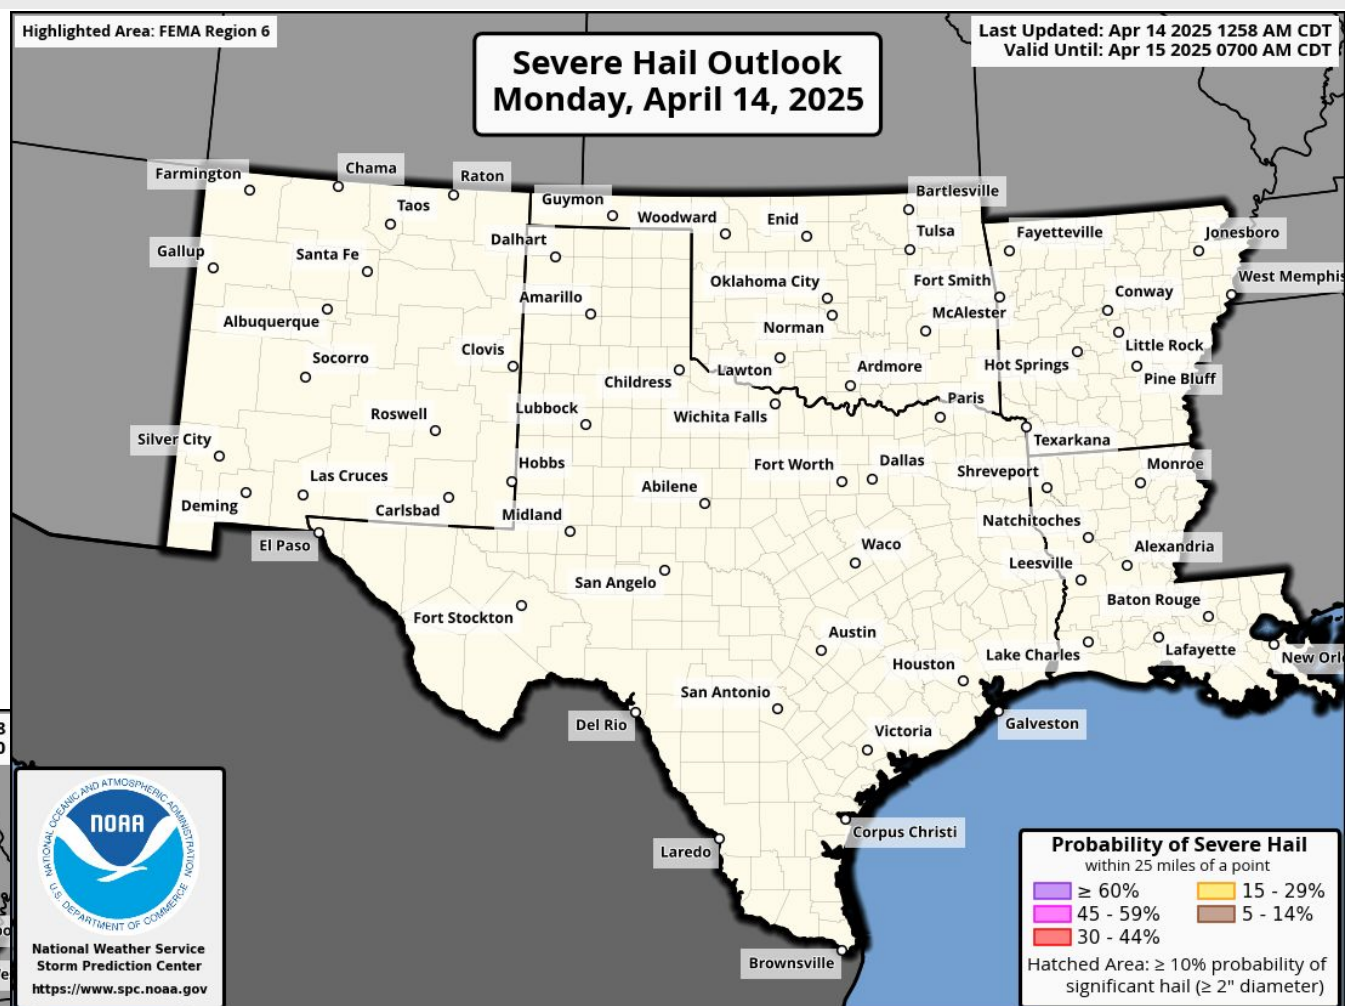 Highlighted Area: FEMA Region 6
Severe Hail Outlook
Monday, April 14, 2025
Last Updated: Apr 14 2025 1258 AM CDT
Valid Until: Apr 15 2025 0700 AM CDT
Farmington
Chama
Raton
Taos
Guymon
Woodward
Enid
Bartlesville
Tulsa
Fayetteville
Jonesboro
Gallup
Santa Fe
Dalhart
Oklahoma City
Fort Smith
West Memphis
Albuquerque
Amarillo
Norman
McAlester
Conway
Little Rock
Socorro
Clovis
Childress
Lawton
Ardmore
Hot Springs
Pine Bluff
Roswell
Lubbock
Wichita Falls
Paris
Texarkana
Silver City
Las Cruces
Hobbs
Abilene
Fort Worth
Dallas
Shreveport
Monroe
Deming
Carlsbad
Midland
Natchitoches
El Paso
San Angelo
Waco
Leesville
Alexandria
Fort Stockton
Austin
Baton Rouge
Houston
Lake Charles
Lafayette
New Orl
San Antonio
Del Rio
Victoria
Galveston
Laredo
Corpus Christi
Brownsville
8
0
NATIONAL OCEANIC AND ATMOSPHERIC ADMINISTRATION
NOAA
U.S. DEPARTMENT OF COMMERCE
National Weather Service
Storm Prediction Center
https://www.spc.noaa.gov
Probability of Severe Hail
within 25 miles of a point
≥ 60%
15 - 29%
45 - 59%
5 - 14%
30 - 44%
Hatched Area: ≥ 10% probability of
significant hail (≥ 2" diameter)